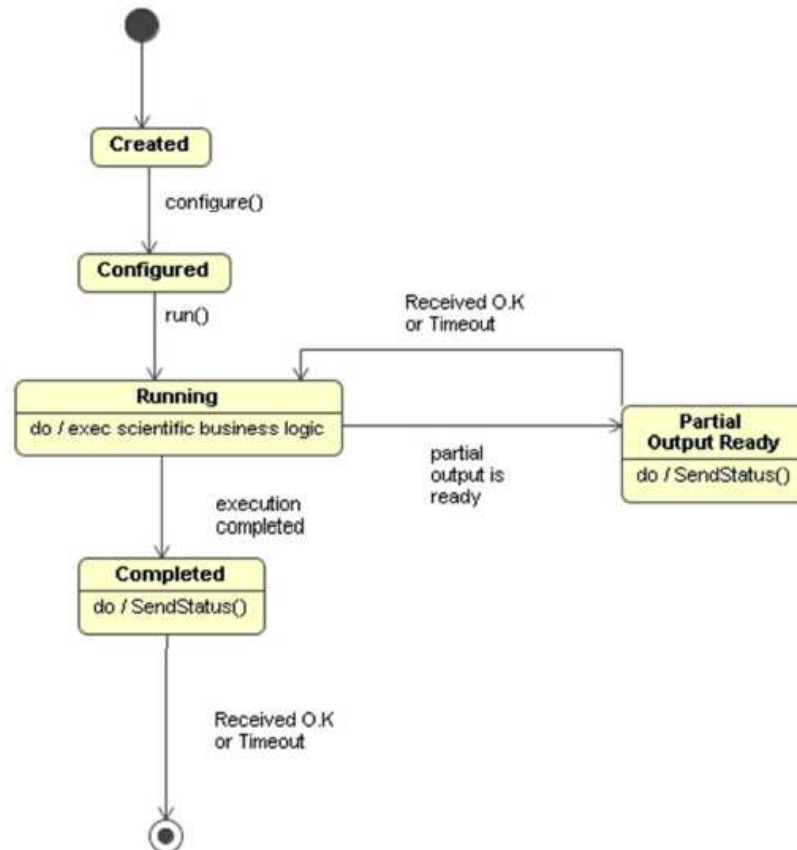 Created
configure()
Configured
run()
Received O.K
or Timeout
Running
do / exec scientific business logic
partial
output is
ready
Partial
Output Ready
do / SendStatus()
execution
completed
Completed
do / SendStatus()
Received O.K
or Timeout